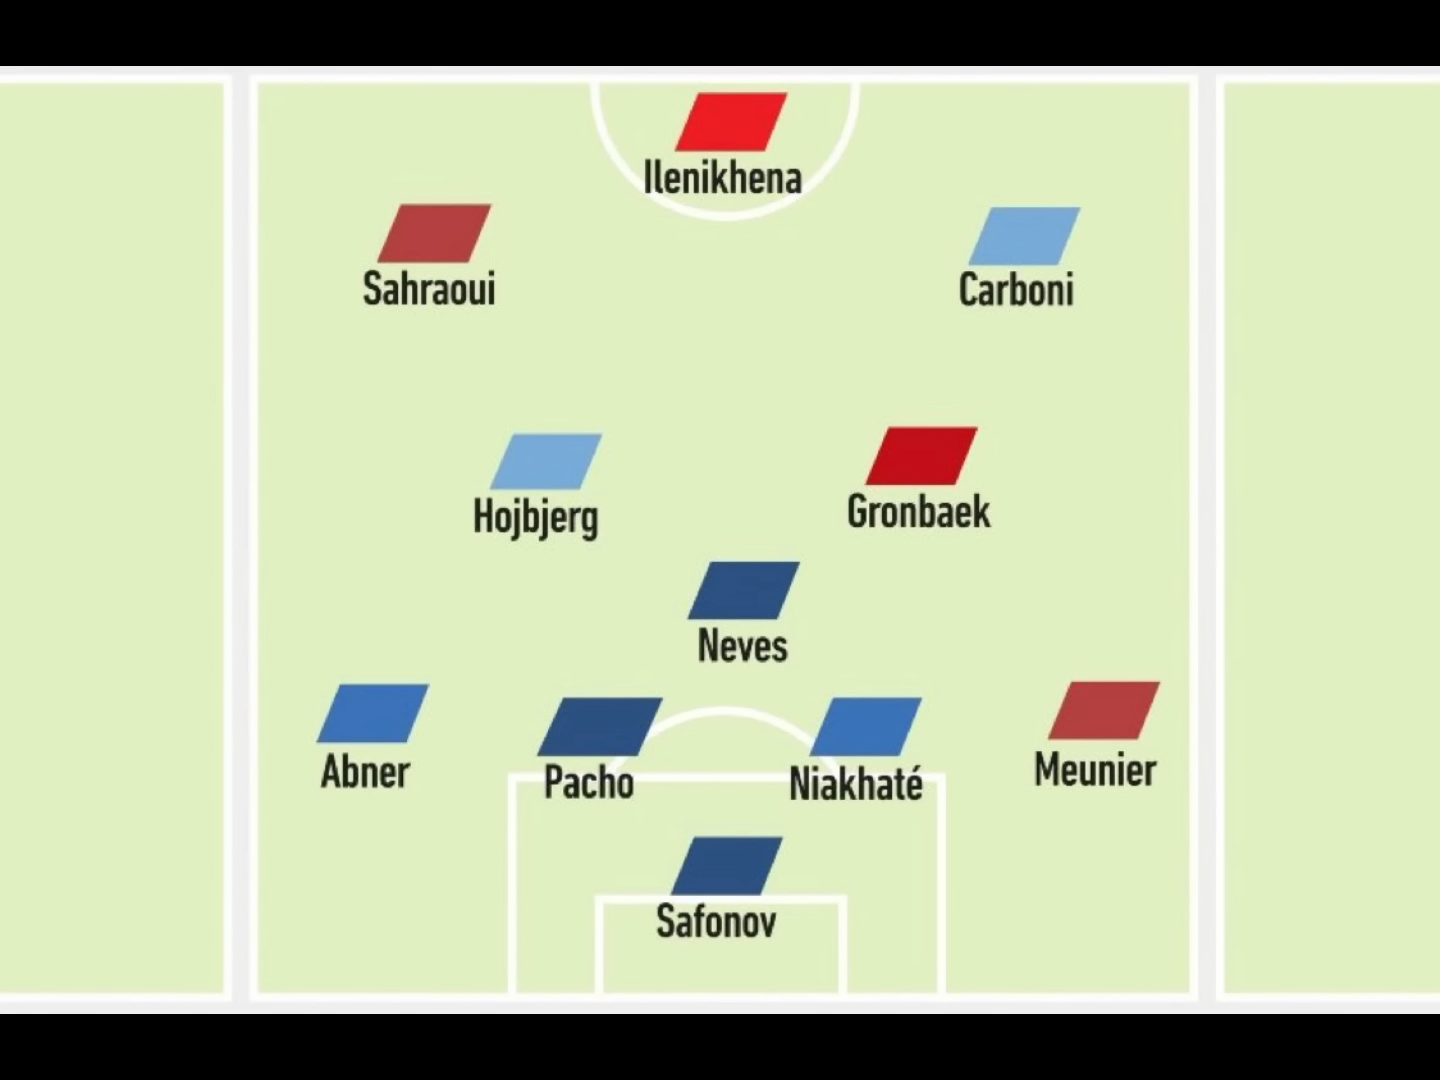 Ilenikhena
Sahraoui
Carboni
Hojbjerg
Gronbaek
Neves
Abner
Pacho
Niakhaté
Meunier
Safonov